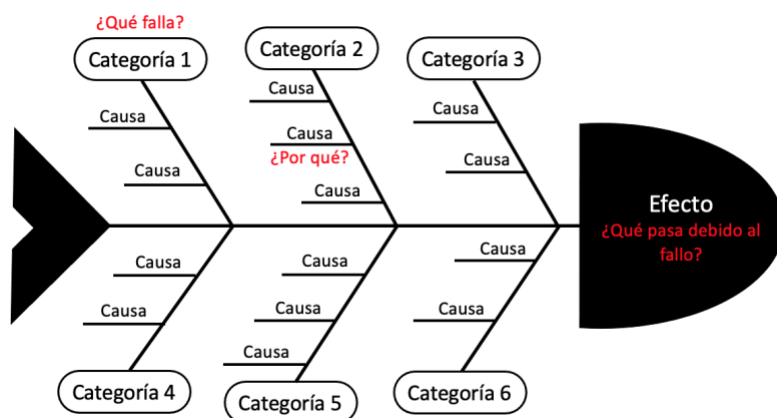 ¿Qué falla?
Categoría 1
Categoría 2
Categoría 3
Causa
Causa
Causa
Causa
¿Por qué?
Causa
Causa
Causa
Efecto
¿Qué pasa debido al
fallo?
Causa
Causa
Causa
Causa
Causa
Causa
Causa
Categoría 4
Categoría 5
Categoría 6